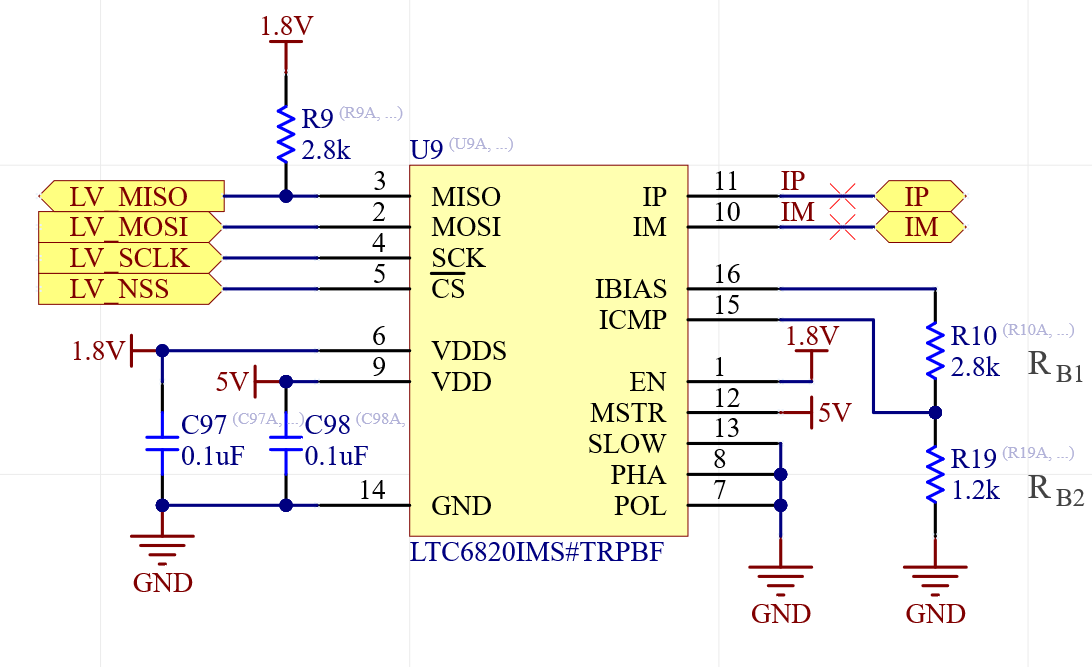 1.8V
R9 (R9A, ...)
2.8k
U9 (U9A, ...)
LV_MISO 3 MISO IP 11 IP IP
LV_MOSI 2 MOSI IM 10 IM IM
LV_SCLK 4 SCK
LV_NSS 5 CS IBIAS 16
ICMP 15
1.8V
R10 (R10A, ...)
2.8k
R B1
1.8V 6 VDDS
5V 9 VDD EN 1
MSTR 12 5V
C97 (C97A, ...)
0.1uF
C98 (C98A,
0.1uF
SLOW 13
PHA 8
R19 (R19A, ...)
1.2k
R B2
14 GND POL 7
LTC6820IMS#TRPBF
GND
GND
GND